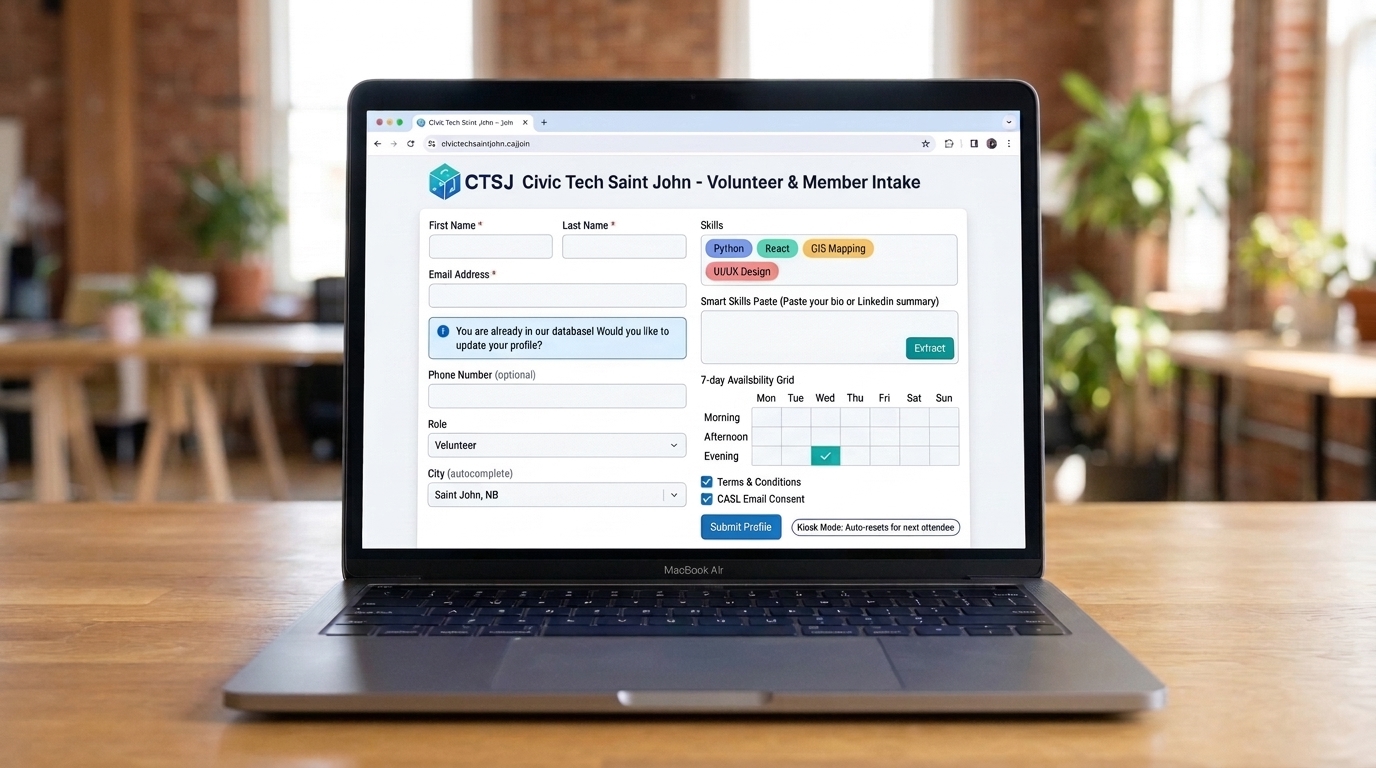 Civic Tech Saint John – Join
civictechsaintjohn.ca/join
CTSJ Civic Tech Saint John - Volunteer & Member Intake
First Name *
Last Name *
Email Address *
You are already in our database! Would you like to
update your profile?
Phone Number (optional)
Role
Volunteer
City (autocomplete)
Saint John, NB
Skills
Python
React
GIS Mapping
UI/UX Design
Smart Skills Paete (Paste your bio or Linkedin summary)
Extract
7-day Availsbility Grid
Mon Tue Wed Thu Fri Sat Sun
Morning
Afternoon
Evening
Terms & Conditions
CASL Email Consent
Submit Profile
Kiosk Mode: Auto-resets for next ottendee
MacBook Alr